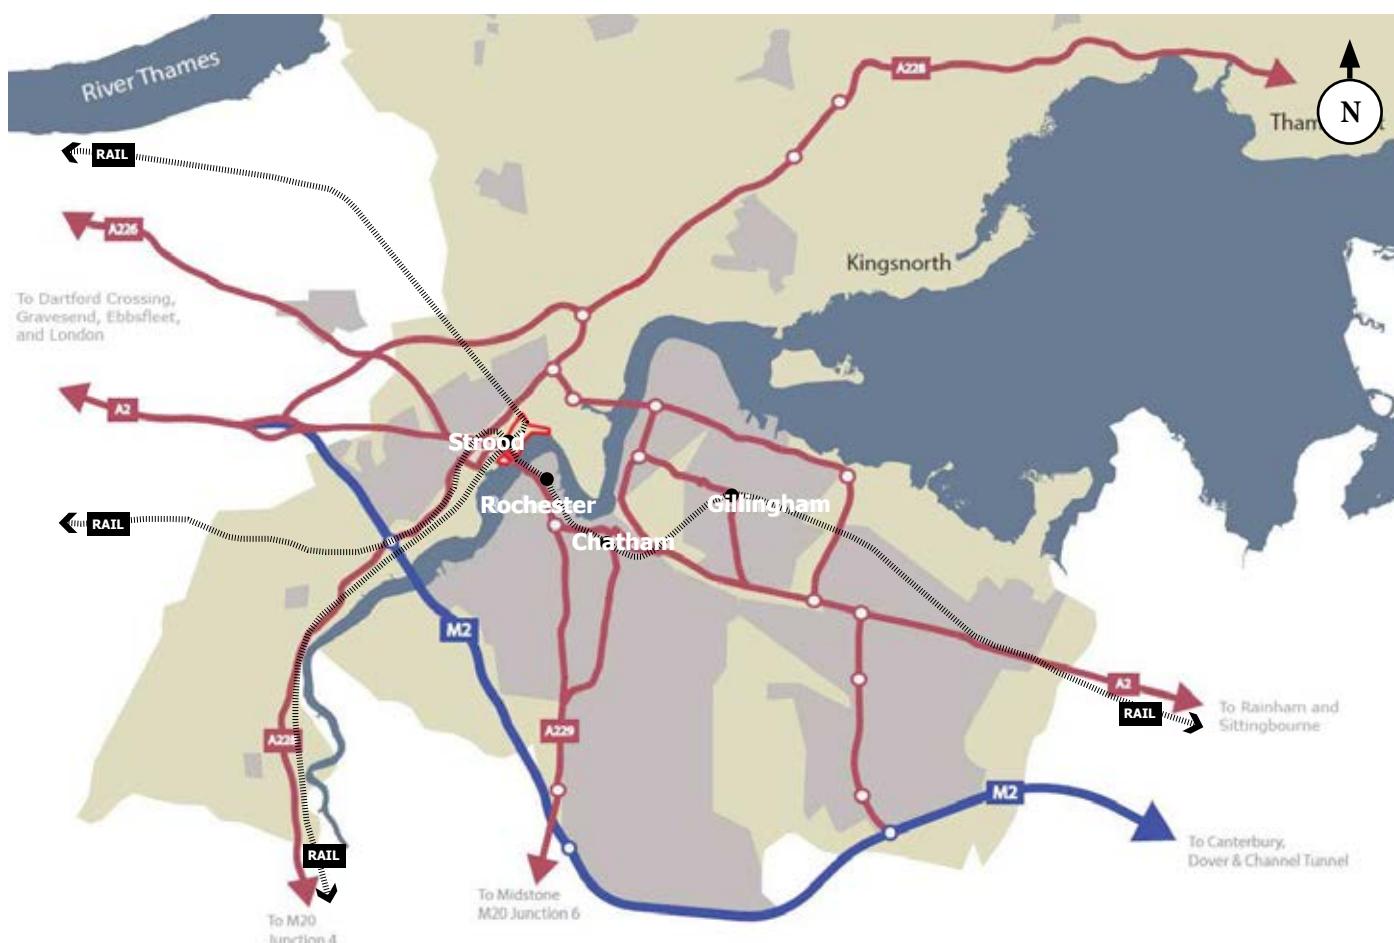 River Thames
A228
N
RAIL
A226
Kingsnorth
To Dartford Crossing,
Gravesend, Ebbsfleet,
and London
A2
Strood
Rochester
Gillingham
RAIL
Chatham
M2
A2
RAIL
To Rainham and
Sittingbourne
A229
A228
M2
To Canterbury,
Dover & Channel Tunnel
RAIL
To Midstone
M20 Junction 6
To M20
Junction 4